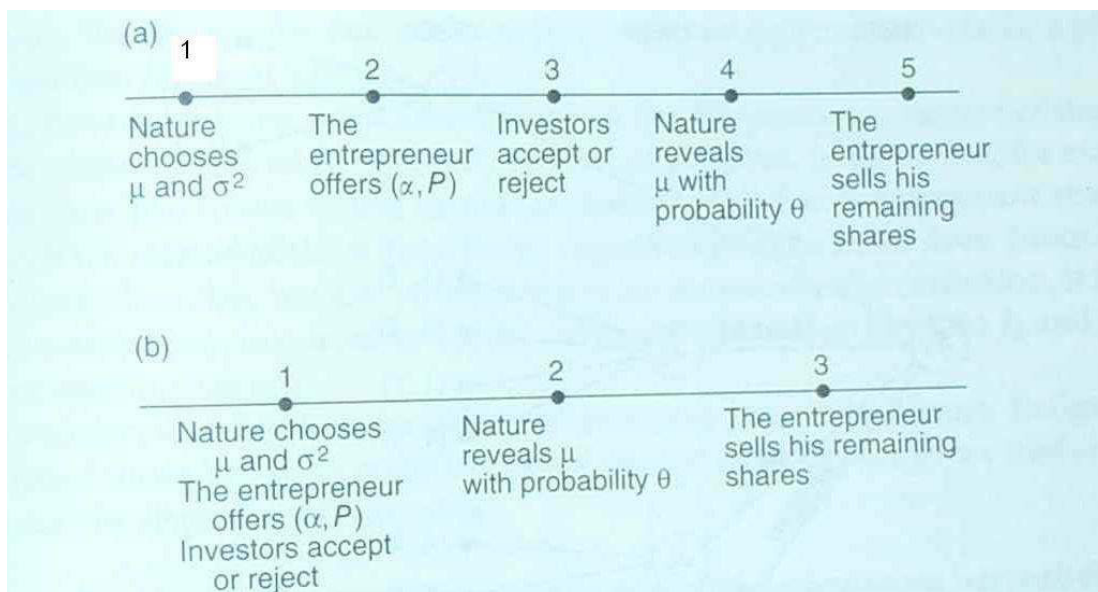 (a)
1
2
3
4
5
Nature
chooses
μ and σ²
The
entrepreneur
offers (α, P)
Investors
accept or
reject
Nature
reveals
μ with
probability θ
The
entrepreneur
sells his
remaining
shares
(b)
1
2
3
Nature chooses
μ and σ²
The entrepreneur
offers (α, P)
Investors accept
or reject
Nature
reveals μ
with probability θ
The entrepreneur
sells his remaining
shares